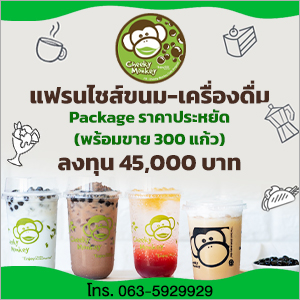 Cheeky
Monkey
แฟรนไชส์ขนม-เครื่องดื่ม
Package ราคาประหยัด
(พร้อมขาย 300 แก้ว)
ลงทุน 45,000 บาท
โทร. 063-5929929